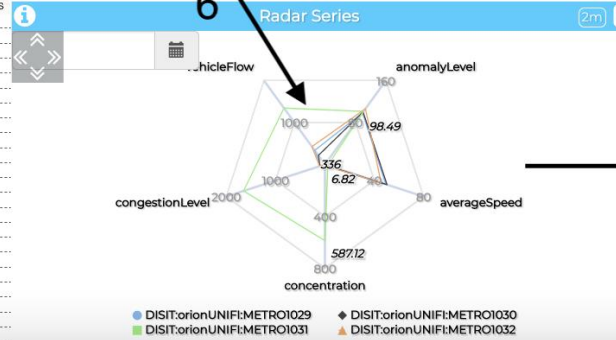 s
6
Radar Series
2m
vehicleFlow
anomalyLevel
160
1000
80
98.49
336
6.82
1000
40
congestionLevel
2000
80
averageSpeed
400
587.12
800
concentration
DISIT:orionUNIFI:METRO1029
DISIT:orionUNIFI:METRO1030
DISIT:orionUNIFI:METRO1031
DISIT:orionUNIFI:METRO1032